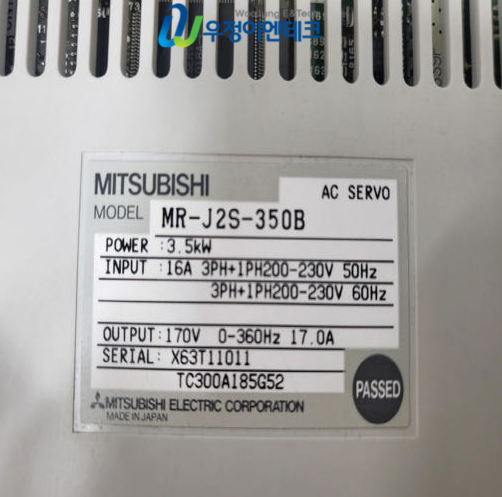 우정이엔테크
MITSUBISHI
AC SERVO
MODEL MR-J2S-350B
POWER :3.5kW
INPUT :16A 3PH+1PH200-230V 50Hz
3PH+1PH200-230V 60Hz
OUTPUT:170V 0-360Hz 17.0A
SERIAL: X63T11011
TC300A185G52
PASSED
MITSUBISHI ELECTRIC CORPORATION
MADE IN JAPAN